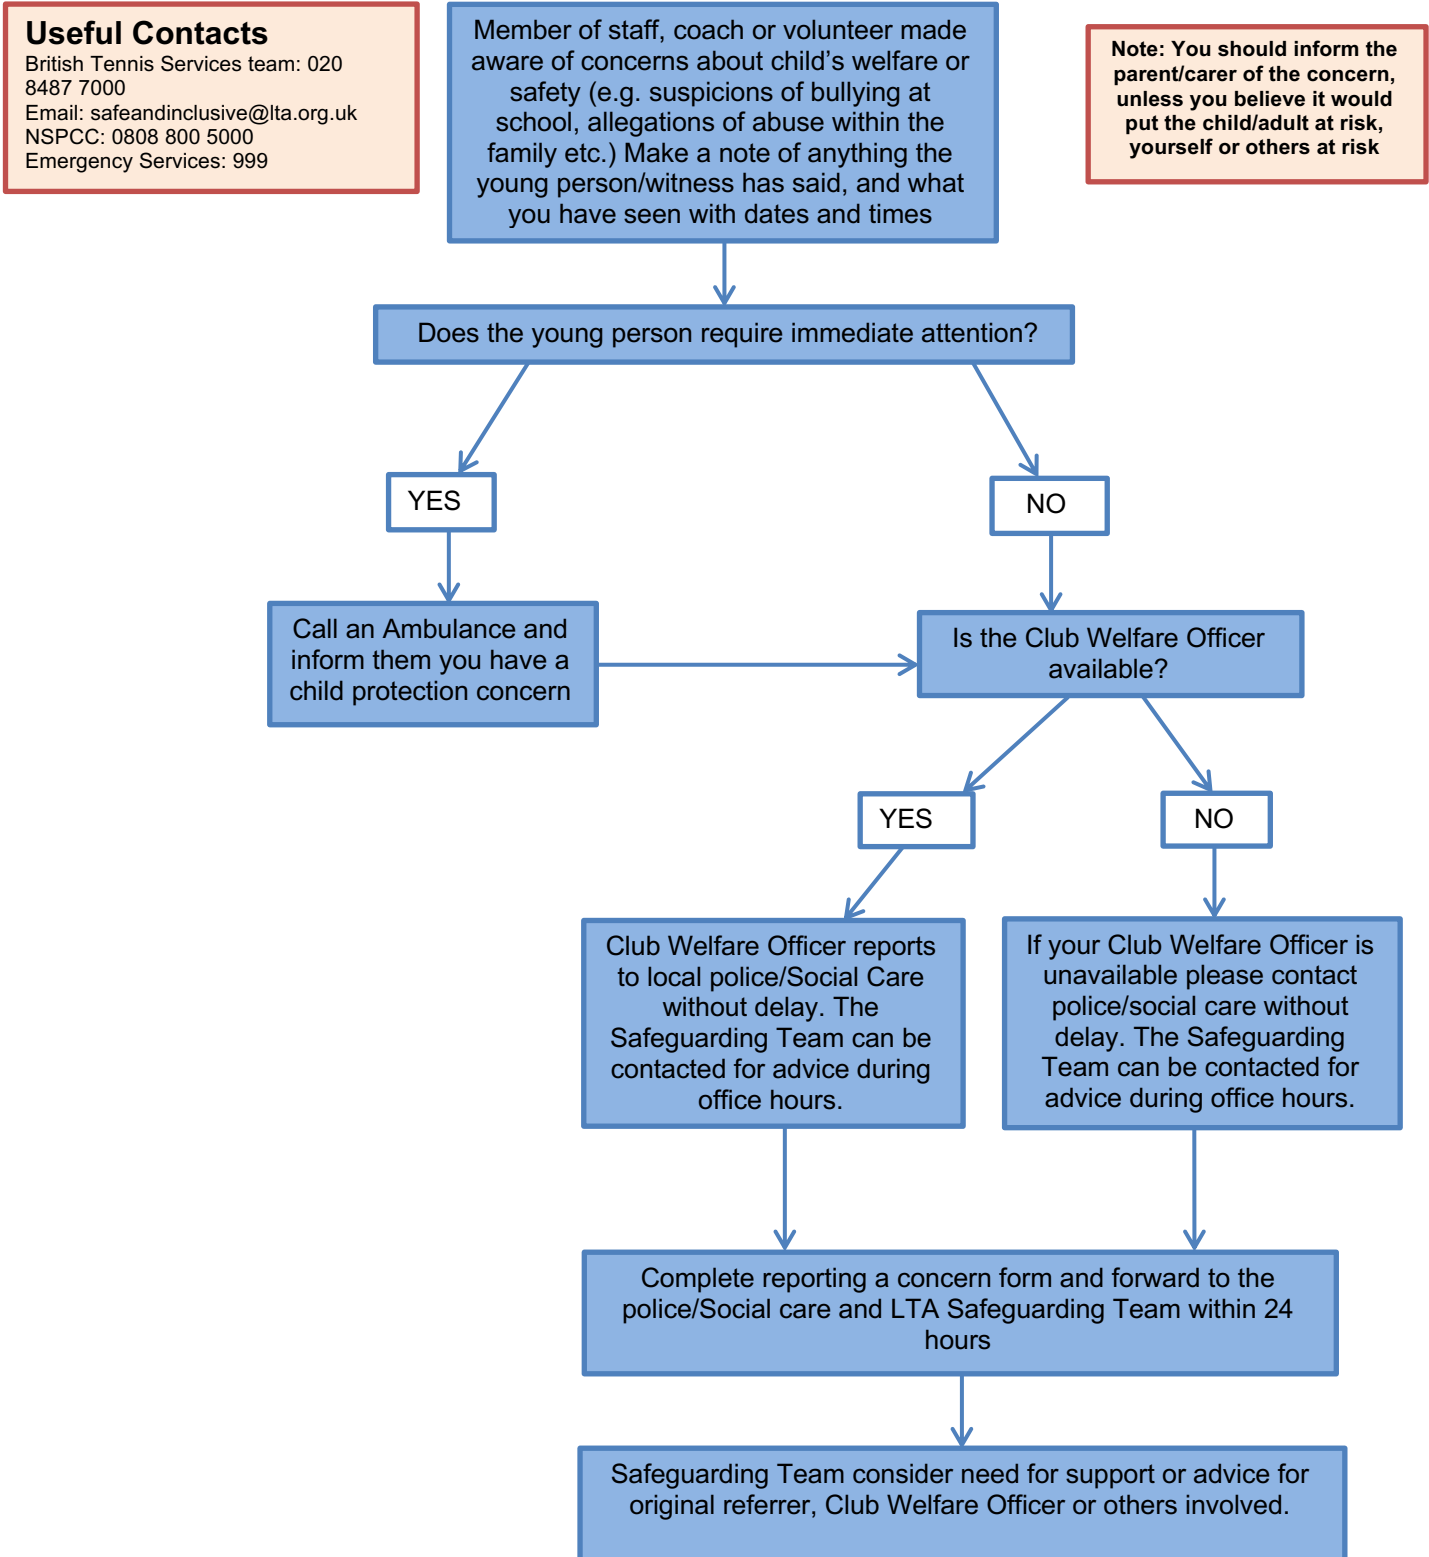 Useful Contacts
British Tennis Services team: 020
8487 7000
Email: safeandinclusive@lta.org.uk
NSPCC: 0808 800 5000
Emergency Services: 999
Member of staff, coach or volunteer made
aware of concerns about child’s welfare or
safety (e.g. suspicions of bullying at
school, allegations of abuse within the
family etc.) Make a note of anything the
young person/witness has said, and what
you have seen with dates and times
Note: You should inform the
parent/carer of the concern,
unless you believe it would
put the child/adult at risk,
yourself or others at risk
Does the young person require immediate attention?
YES
NO
Call an Ambulance and
inform them you have a
child protection concern
Is the Club Welfare Officer
available?
YES
NO
Club Welfare Officer reports
to local police/Social Care
without delay. The
Safeguarding Team can be
contacted for advice during
office hours.
If your Club Welfare Officer is
unavailable please contact
police/social care without
delay. The Safeguarding
Team can be contacted for
advice during office hours.
Complete reporting a concern form and forward to the
police/Social care and LTA Safeguarding Team within 24
hours
Safeguarding Team consider need for support or advice for
original referrer, Club Welfare Officer or others involved.